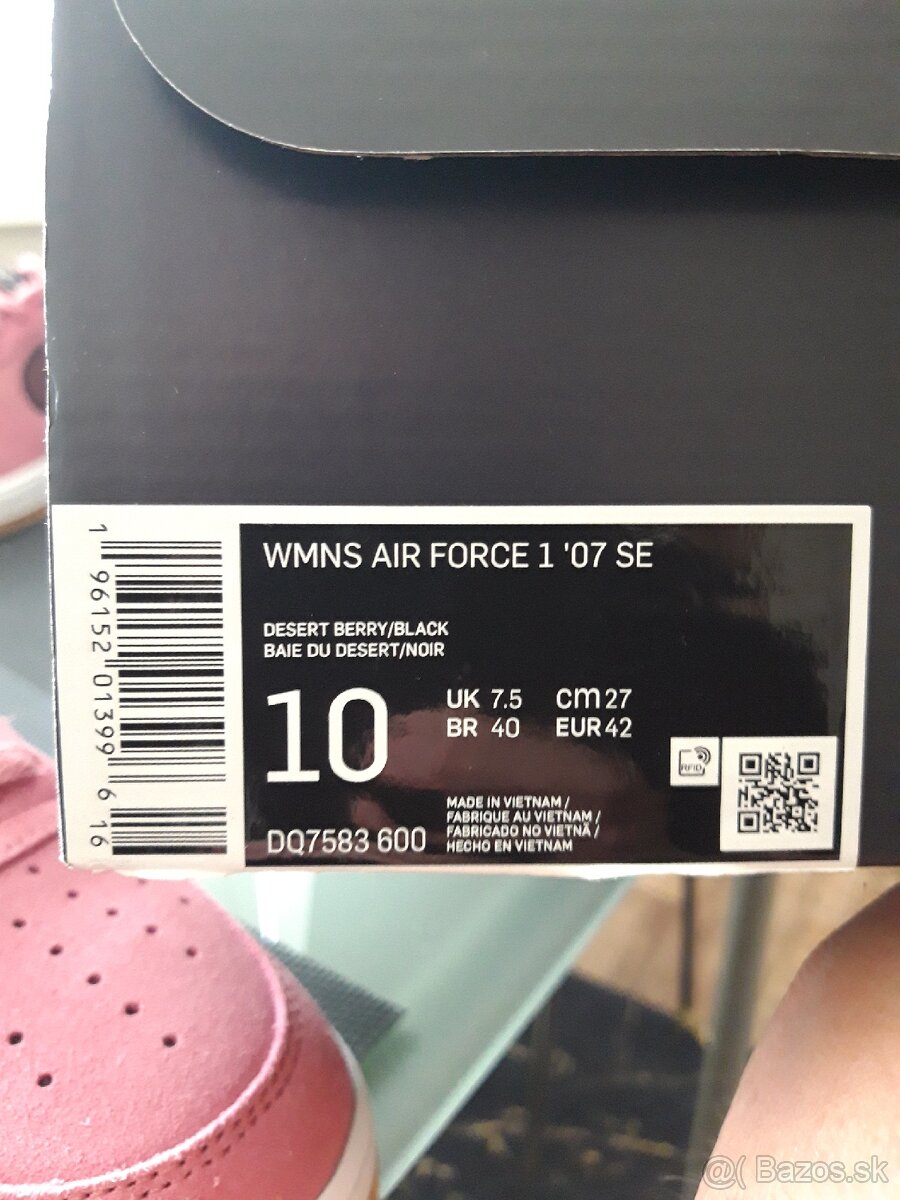 WMNS AIR FORCE 1 '07 SE
DESERT BERRY/BLACK
BAIE DU DESERT/NOIR
10
UK 7.5 cm 27
BR 40 EUR 42
DQ7583 600
MADE IN VIETNAM /
FABRIQUE AU VIETNAM /
FABRICADO NO VIETNÃ /
HECHO EN VIETNAM
RFID
1 96152 01399 6 16
@( Bazos.sk